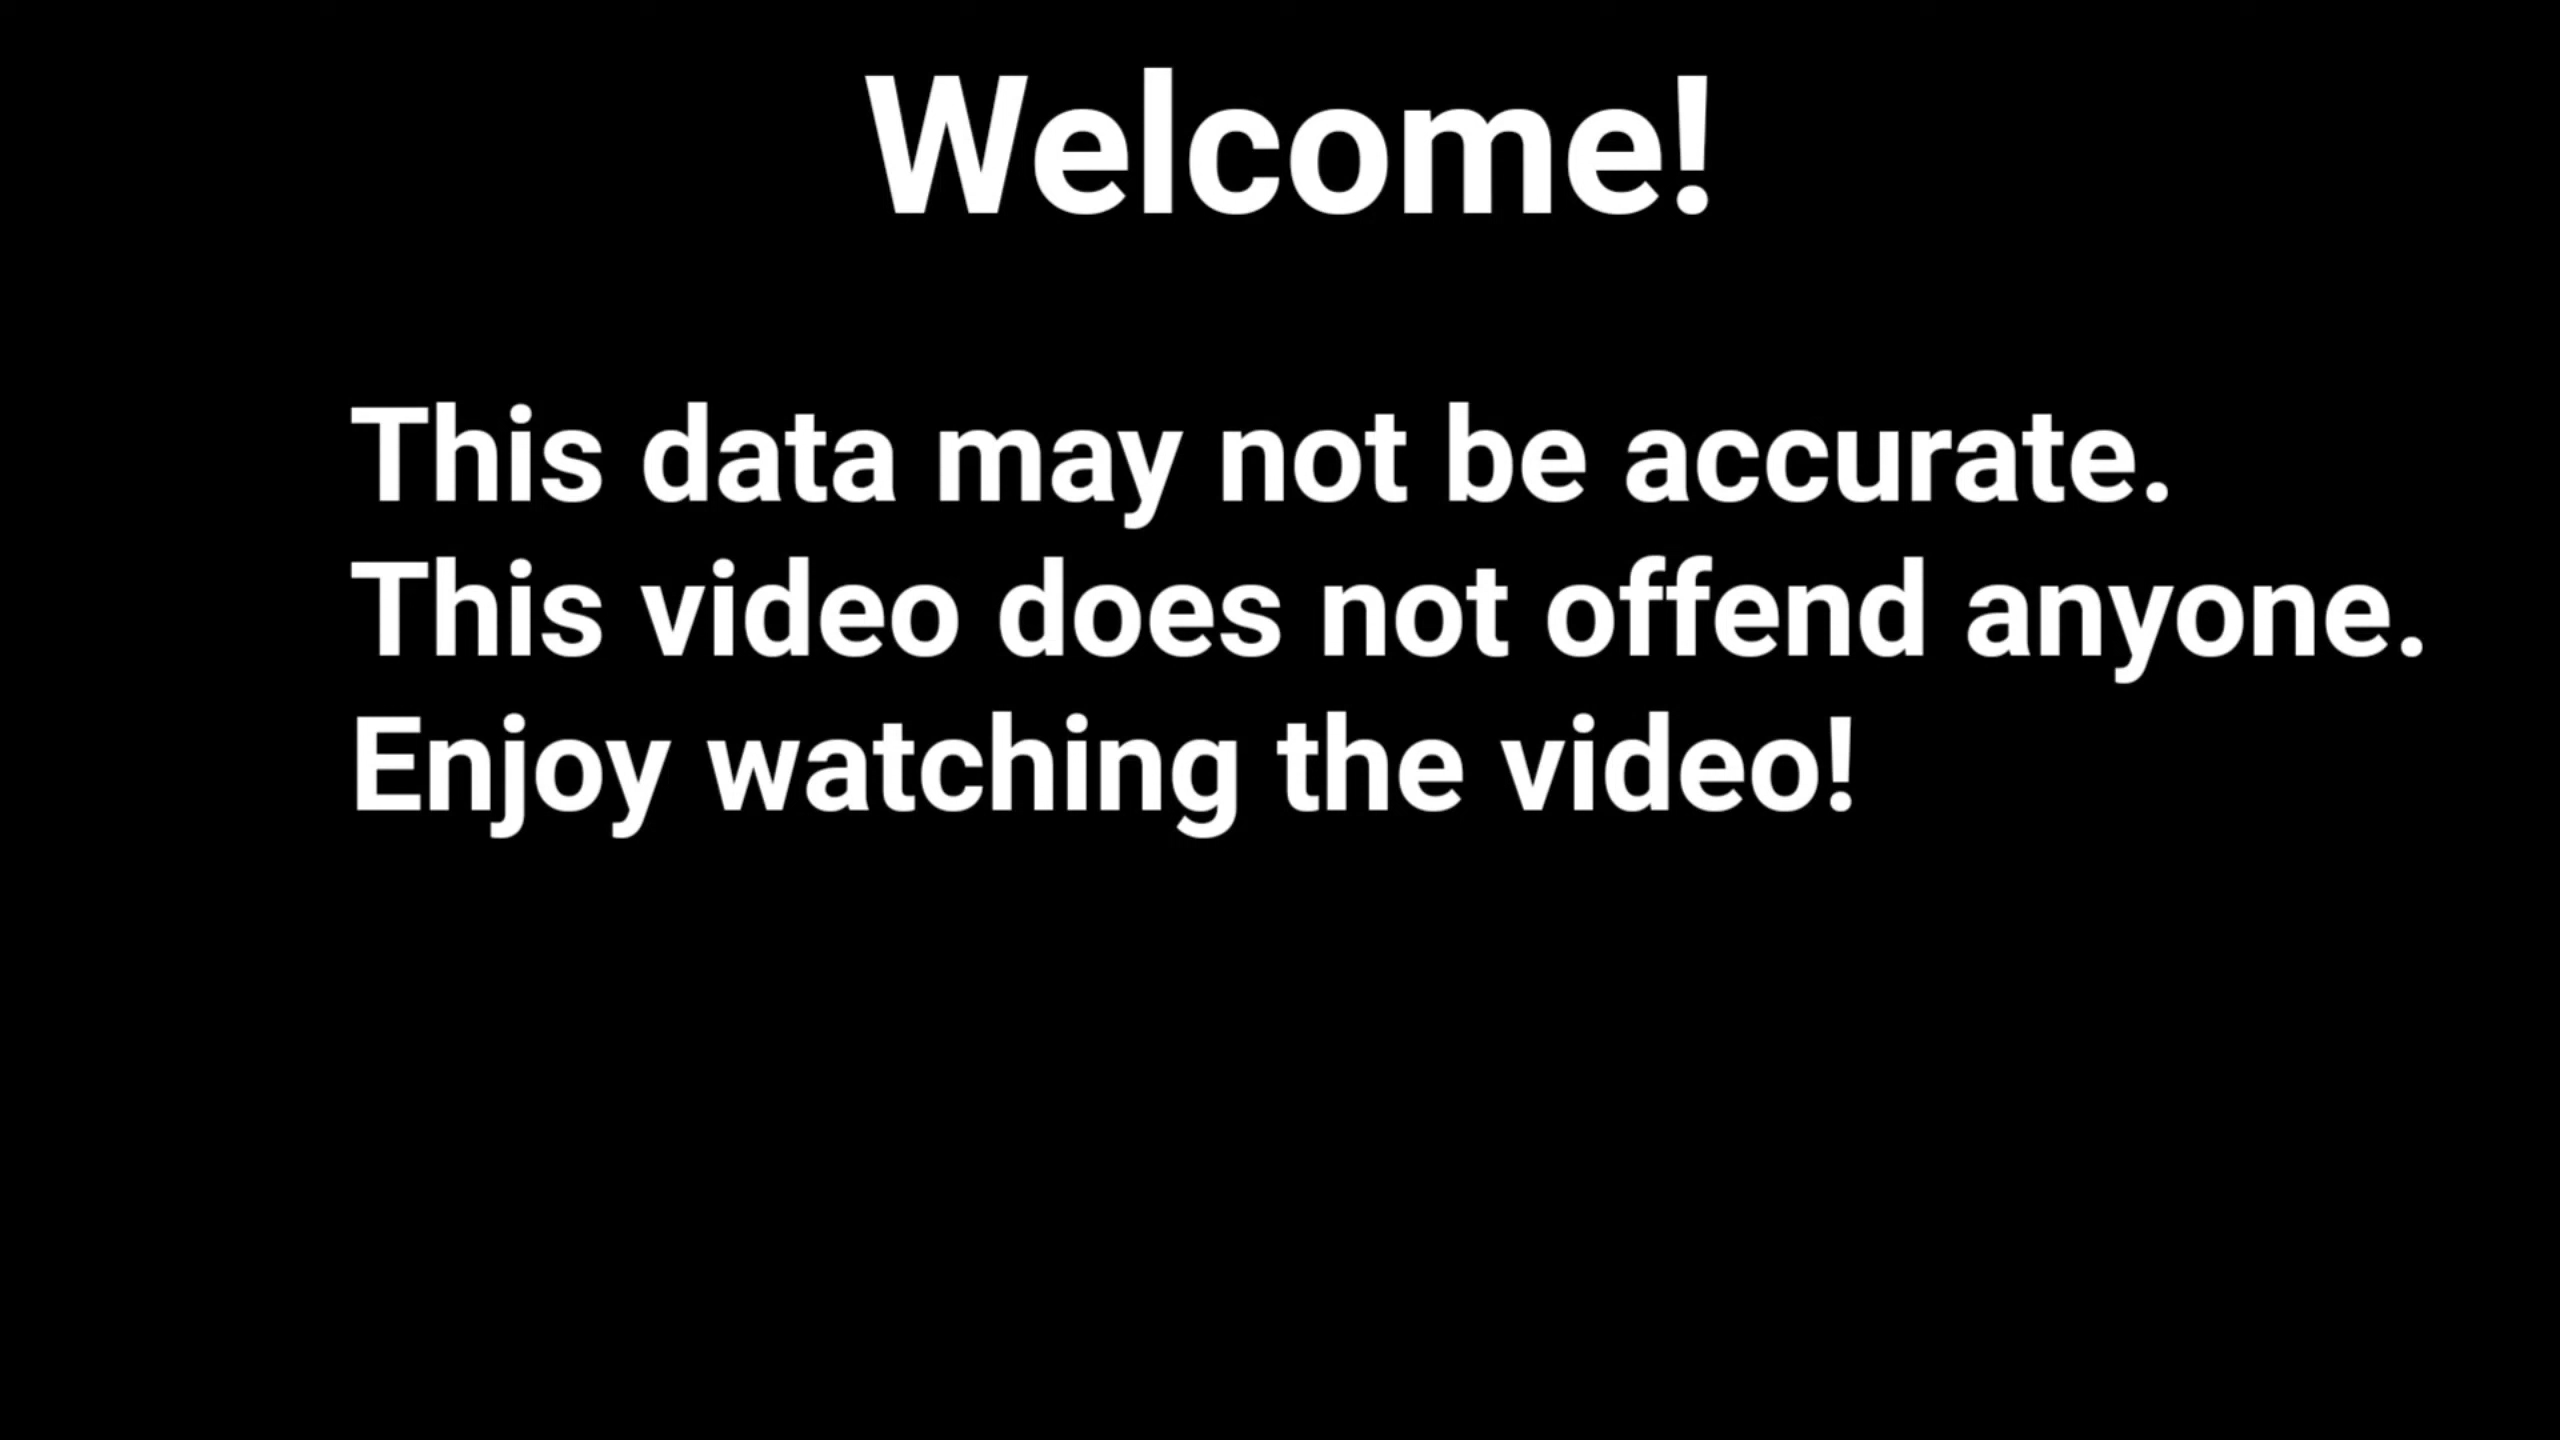 Welcome!
This data may not be accurate.
This video does not offend anyone.
Enjoy watching the video!